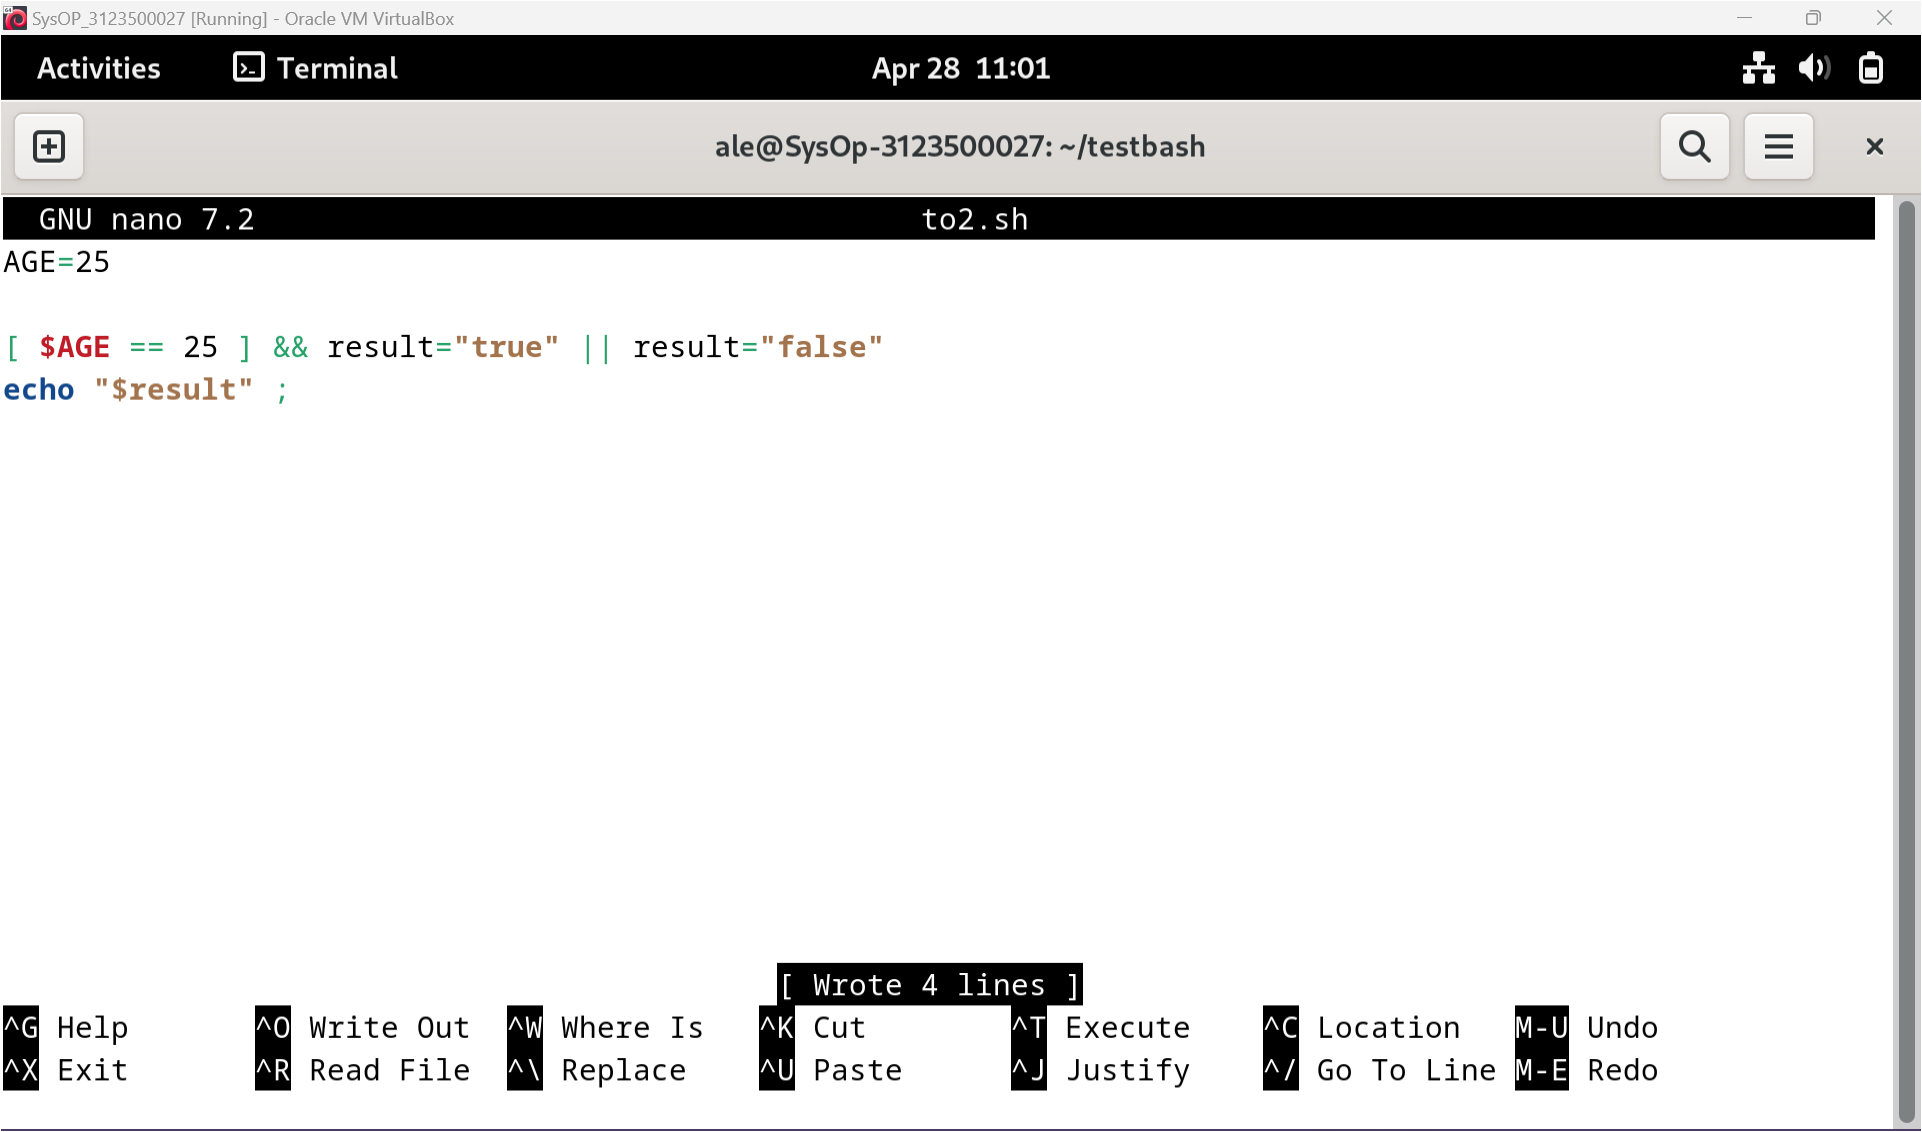 SysOP_3123500027 [Running] - Oracle VM VirtualBox
Activities Terminal Apr 28 11:01
ale@SysOp-3123500027: ~/testbash
GNU nano 7.2 to2.sh
AGE=25
[ $AGE == 25 ] && result="true" || result="false"
echo "$result" ;
[ Wrote 4 lines ]
^G Help ^O Write Out ^W Where Is ^K Cut ^T Execute ^C Location M-U Undo
^X Exit ^R Read File ^\ Replace ^U Paste ^J Justify ^/ Go To Line M-E Redo